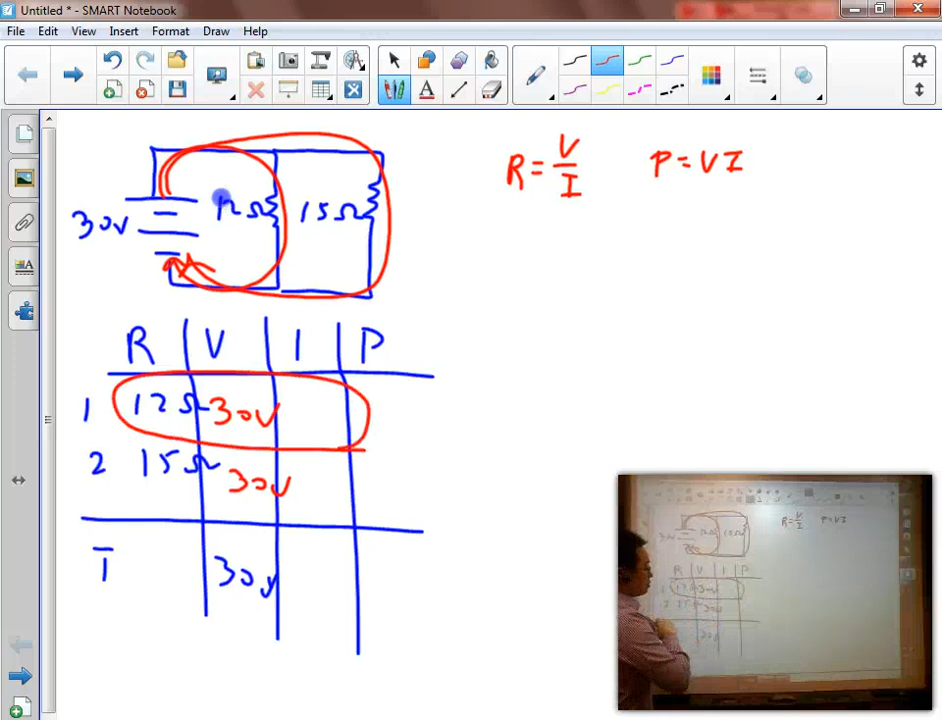 Untitled * - SMART Notebook
File Edit View Insert Format Draw Help
R = V/I P = VI
30V 12Ω 15Ω
R V I P
1 12Ω 30V
2 15Ω 30V
T 30V